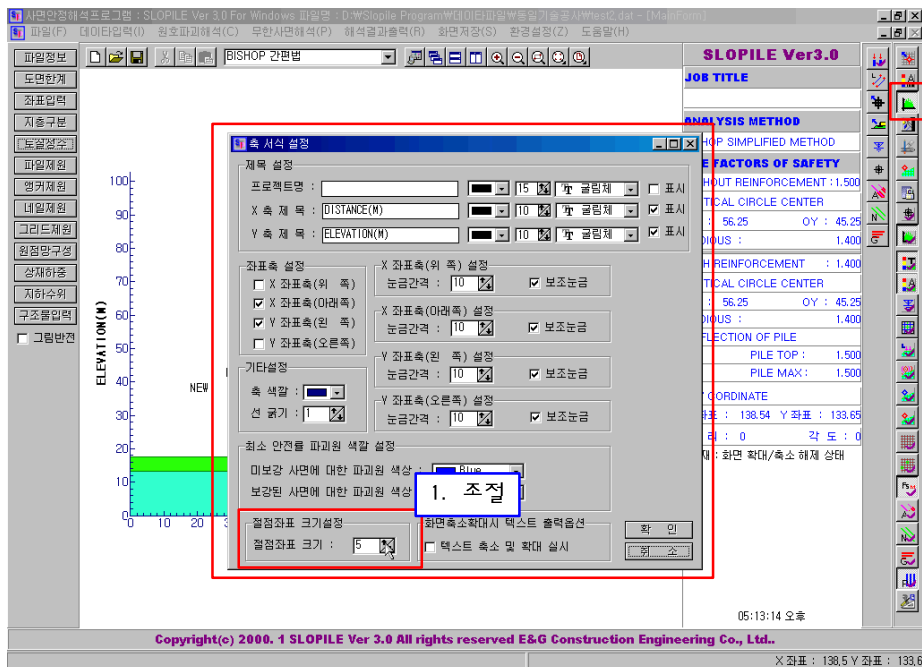 사면안정해석프로그램 : SLOPILE Ver 3,0 For Windows 파일명 : D:₩Slopile Program₩데이타파일₩동일기술공사₩test2,dat - [MainForm]
파일(F) 데이타입력(I) 원호파괴해석(C) 무한사면해석(P) 해석결과출력(R) 화면저장(S) 환경설정(Z) 도움말(H)
BISHOP 간편법
파일정보
도면한계
좌표입력
지층구분
토질성수
파일제원
앵커제원
네일제원
그리드제원
원점망구성
상재하중
지하수위
구조물입력
그림반전
100
90
80
70
60
50
40
30
20
10
0
0 10 20 3
ELEVATION(M)
NEW
축 서식 설정
제목 설정
프로젝트명 : 15 굴림체 표시
X 축 제 목 : DISTANCE(M) 10 굴림체 표시
Y 축 제 목 : ELEVATION(M) 10 굴림체 표시
좌표축 설정
X 좌표축(위 쪽)
X 좌표축(아래쪽)
Y 좌표축(왼 쪽)
Y 좌표축(오른쪽)
기타설정
축 색깔 :
선 굵기 : 1
X 좌표축(위 쪽) 설정
눈금간격 : 10 보조눈금
X 좌표축(아래쪽) 설정
눈금간격 : 10 보조눈금
Y 좌표축(왼 쪽) 설정
눈금간격 : 10 보조눈금
Y 좌표축(오른쪽) 설정
눈금간격 : 10 보조눈금
최소 안전률 파괴원 색깔 설정
미보강 사면에 대한 파괴원 색상 : Blue
보강된 사면에 대한 파괴원 색상
1. 조절
절점좌표 크기설정
절점좌표 크기 : 5
화면축소확대시 텍스트 출력옵션
텍스트 축소 및 확대 실시
확 인
취 소
SLOPILE Ver3.0
JOB TITLE
ANALYSIS METHOD
HOP SIMPLIFIED METHOD
E FACTORS OF SAFETY
HOUT REINFORCEMENT : 1.500
TICAL CIRCLE CENTER
: 56.25 OY : 45.25
DIOUS : 1.400
H REINFORCEMENT : 1.400
TICAL CIRCLE CENTER
: 56.25 OY : 45.25
DIOUS : 1.400
FLECTION OF PILE
PILE TOP : 1.500
PILE MAX : 1.500
CORDINATE
좌표 : 138.54 Y 좌표 : 133.65
리 : 0 각 도 : 0
재 : 화면 확대/축소 해제 상태
05:13:14 오후
Copyright(c) 2000. 1 SLOPILE Ver 3.0 All rights reserved E&G Construction Engineering Co., Ltd..
X 좌표 : 138,5 Y 좌표 : 133,6